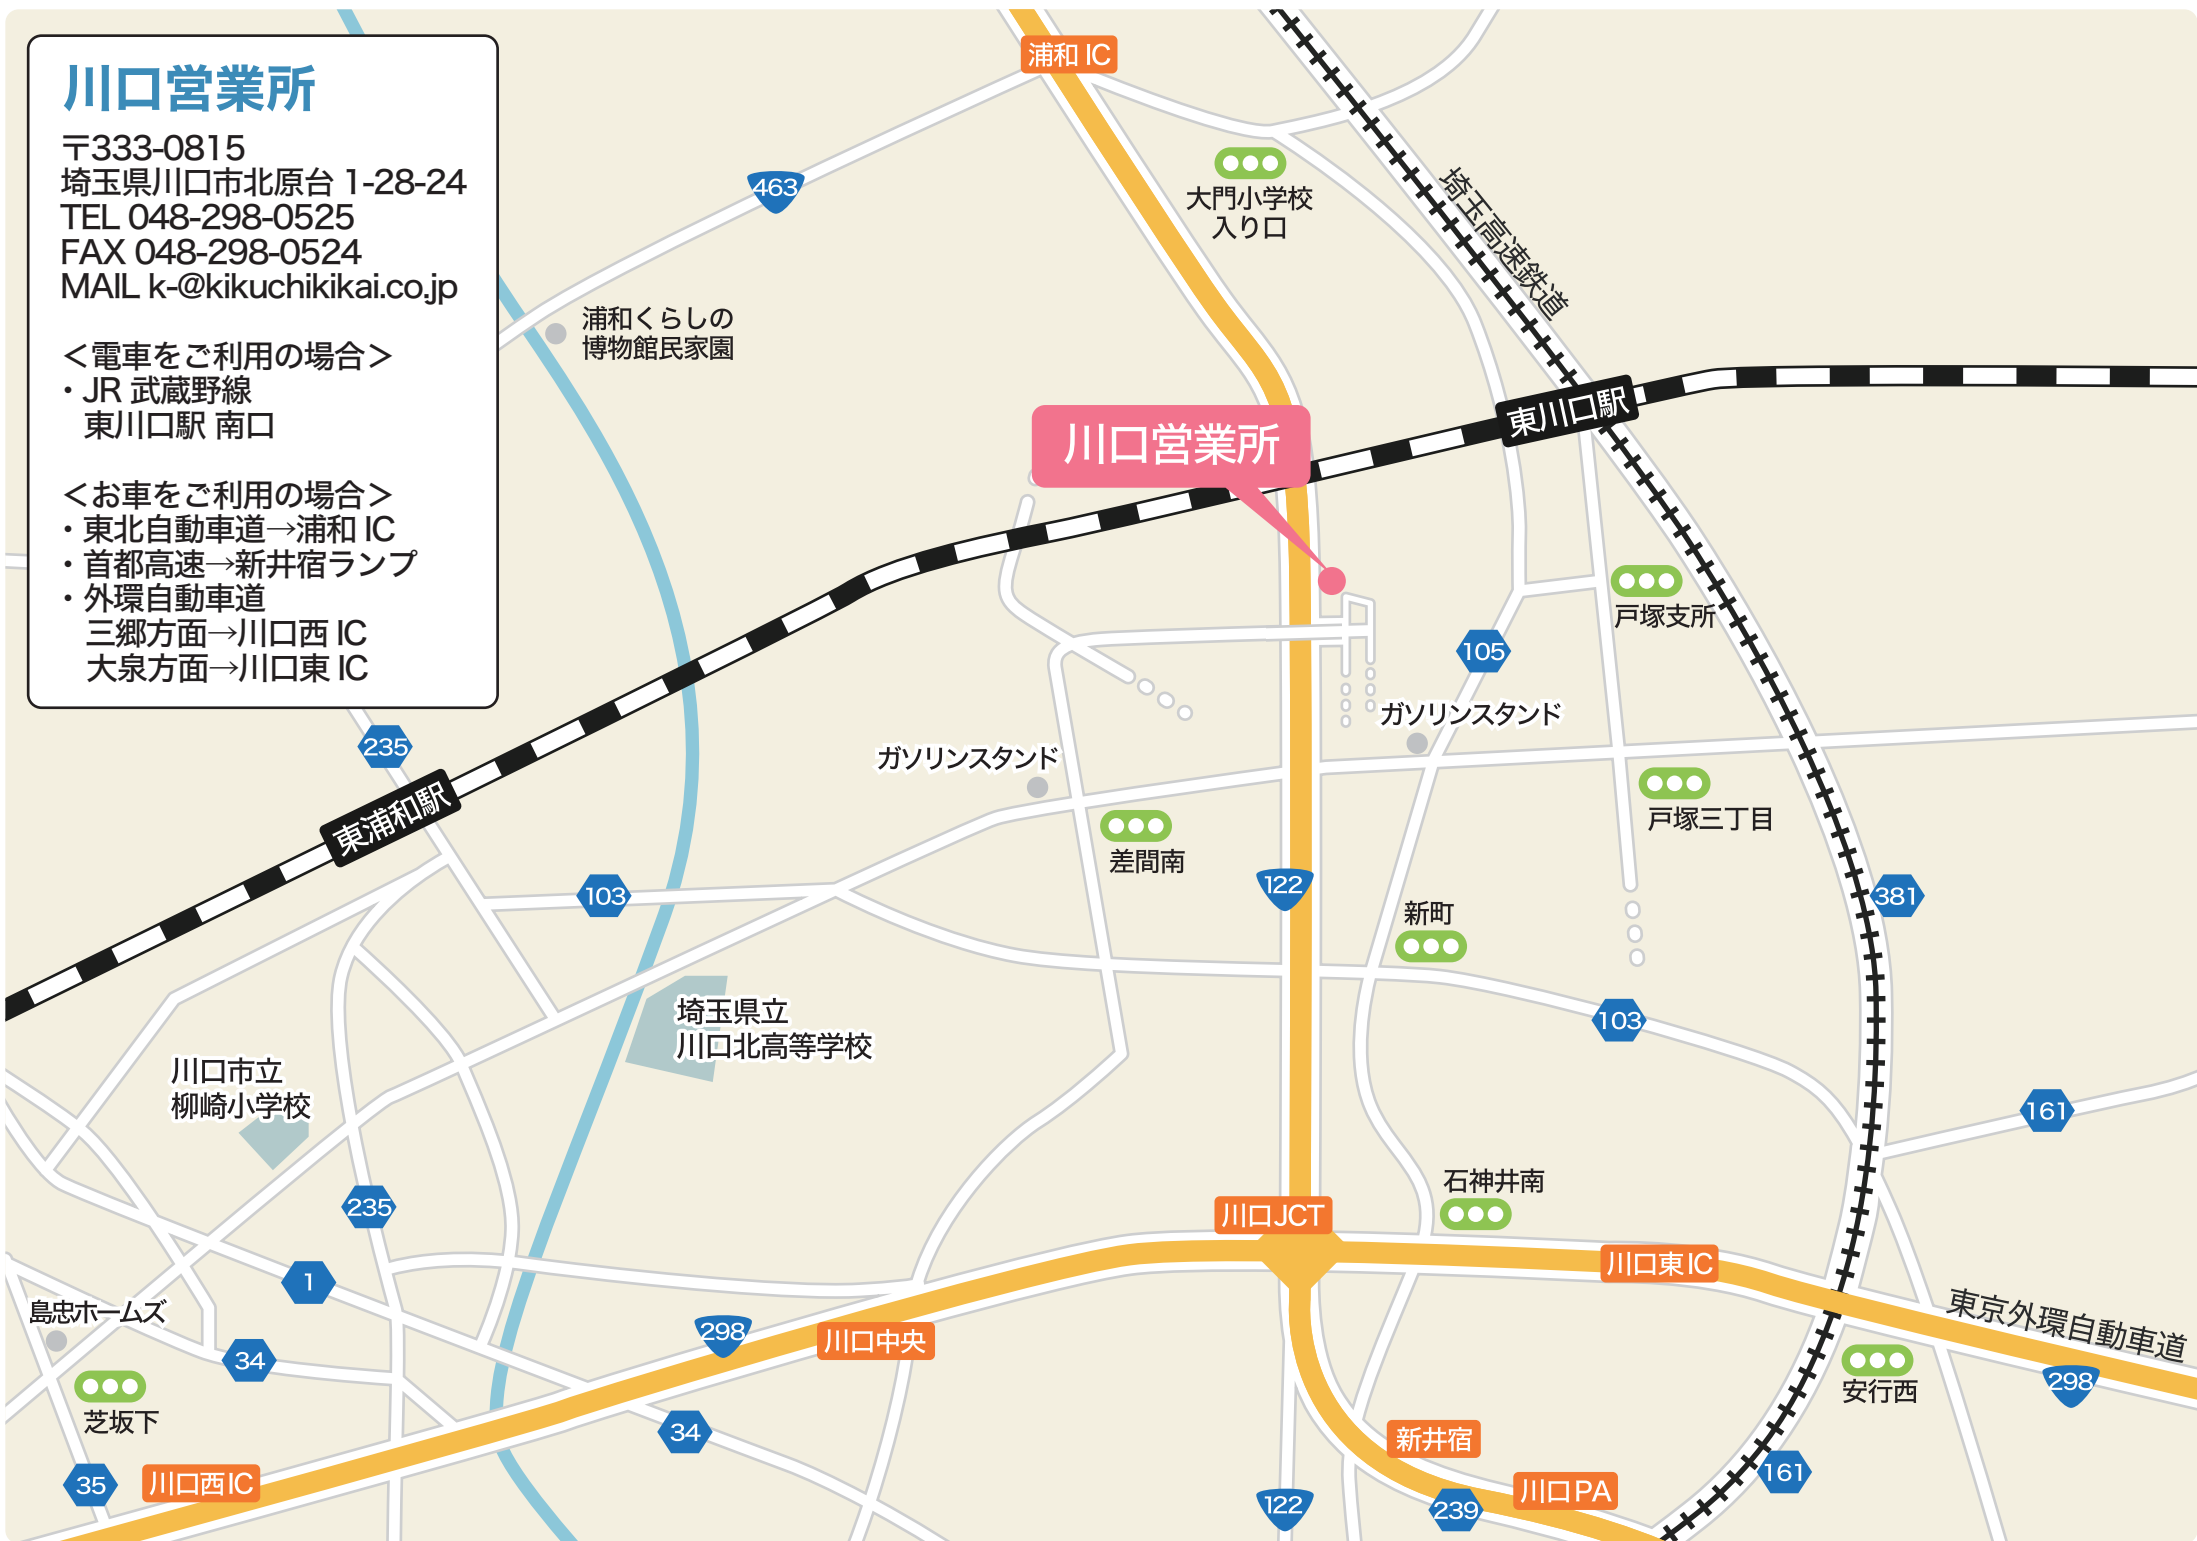 川口営業所
〒333-0815
埼玉県川口市北原台 1-28-24
TEL 048-298-0525
FAX 048-298-0524
MAIL k-@kikuchikikai.co.jp
＜電車をご利用の場合＞
・JR 武蔵野線
東川口駅 南口
＜お車をご利用の場合＞
・東北自動車道→浦和 IC
・首都高速→新井宿ランプ
・外環自動車道
三郷方面→川口西 IC
大泉方面→川口東 IC
浦和 IC
463
大門小学校
入り口
埼玉高速鉄道
浦和くらしの
博物館民家園
東川口駅
川口営業所
戸塚支所
105
ガソリンスタンド
235
ガソリンスタンド
東浦和駅
戸塚三丁目
差間南
103
122
381
新町
埼玉県立
川口北高等学校
103
川口市立
柳崎小学校
161
石神井南
235
川口JCT
川口東 IC
1
東京外環自動車道
島忠ホームズ
298
川口中央
34
安行西
298
芝坂下
34
新井宿
川口西 IC
35
161
川口 PA
122
239